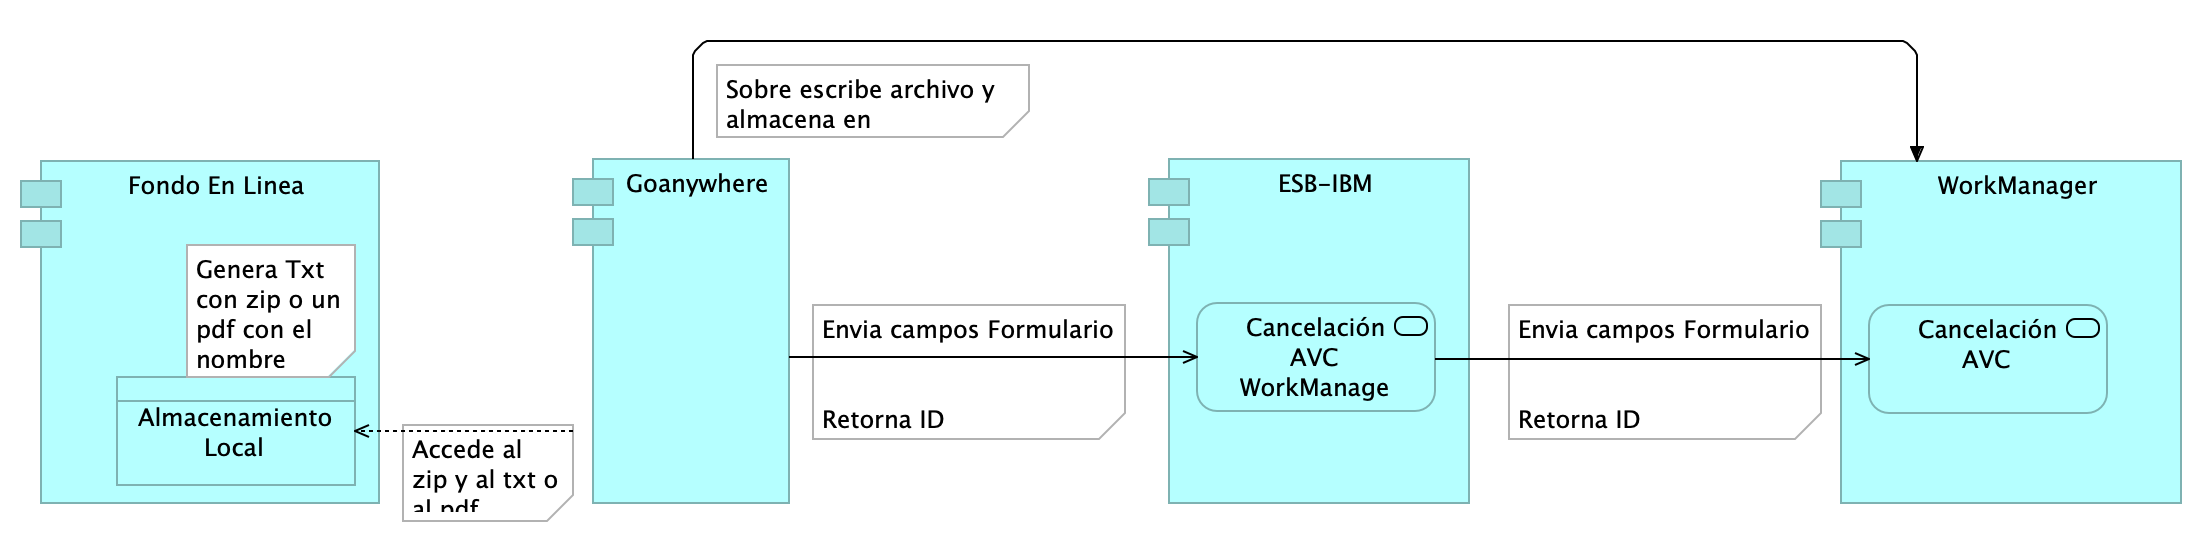 Sobre escribe archivo y
almacena en
Fondo En Linea
Genera Txt
con zip o un
pdf con el
nombre
Almacenamiento
Local
Accede al
zip y al txt o
al pdf
Goanywhere
Envia campos Formulario
Retorna ID
ESB-IBM
Cancelación
AVC
WorkManage
Envia campos Formulario
Retorna ID
WorkManager
Cancelación
AVC